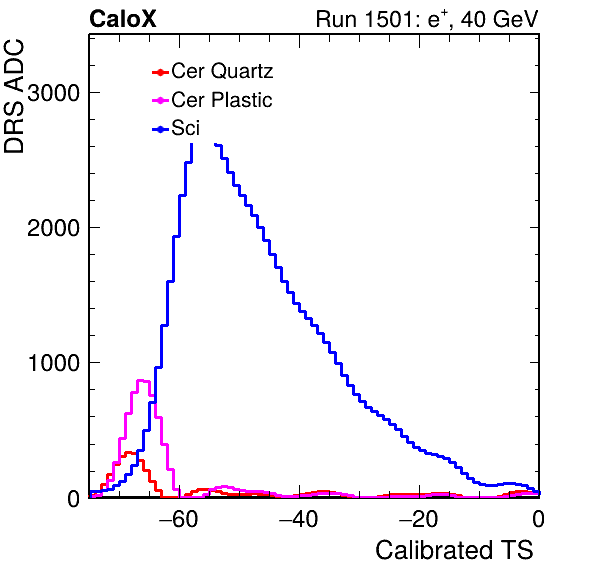 CaloX Run 1501: e⁺, 40 GeV
DRS ADC
Cer Quartz
Cer Plastic
Sci
3000
2000
1000
0
−60 −40 −20 0
Calibrated TS